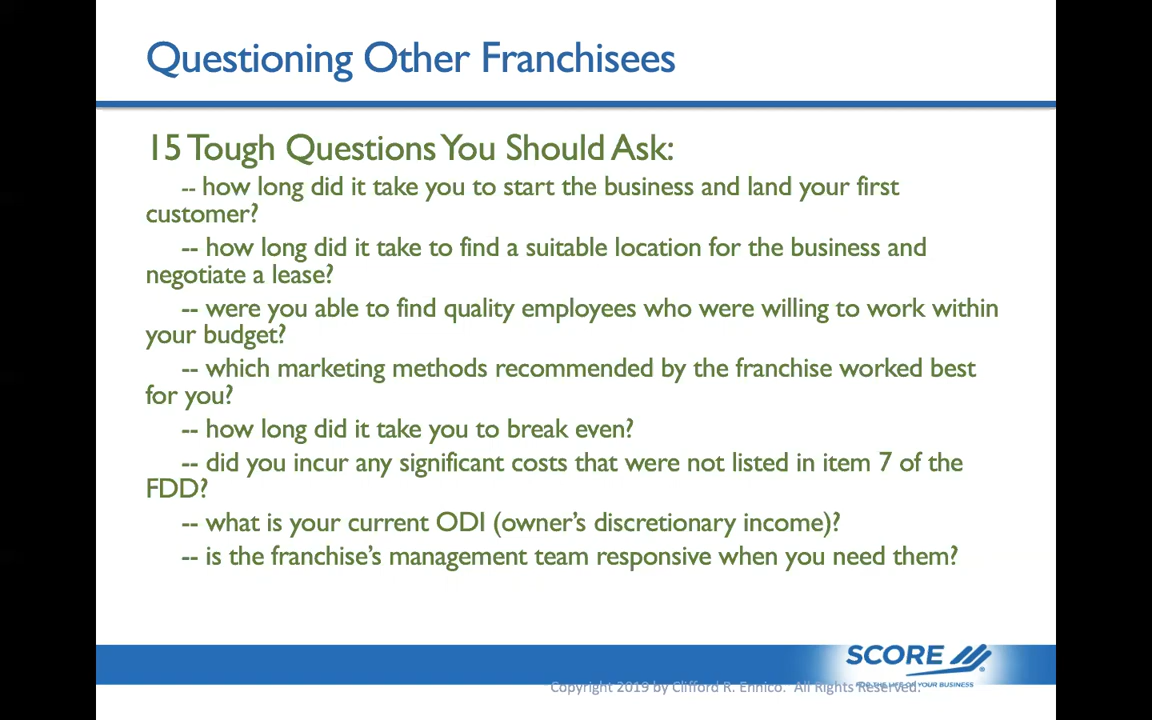 Questioning Other Franchisees
15 Tough Questions You Should Ask:
-- how long did it take you to start the business and land your first
customer?
-- how long did it take to find a suitable location for the business and
negotiate a lease?
-- were you able to find quality employees who were willing to work within
your budget?
-- which marketing methods recommended by the franchise worked best
for you?
-- how long did it take you to break even?
-- did you incur any significant costs that were not listed in item 7 of the
FDD?
-- what is your current ODI (owner's discretionary income)?
-- is the franchise's management team responsive when you need them?
SCORE
FOR THE LIFE OF YOUR BUSINESS
Copyright 2019 by Clifford R. Ennico. All Rights Reserved.